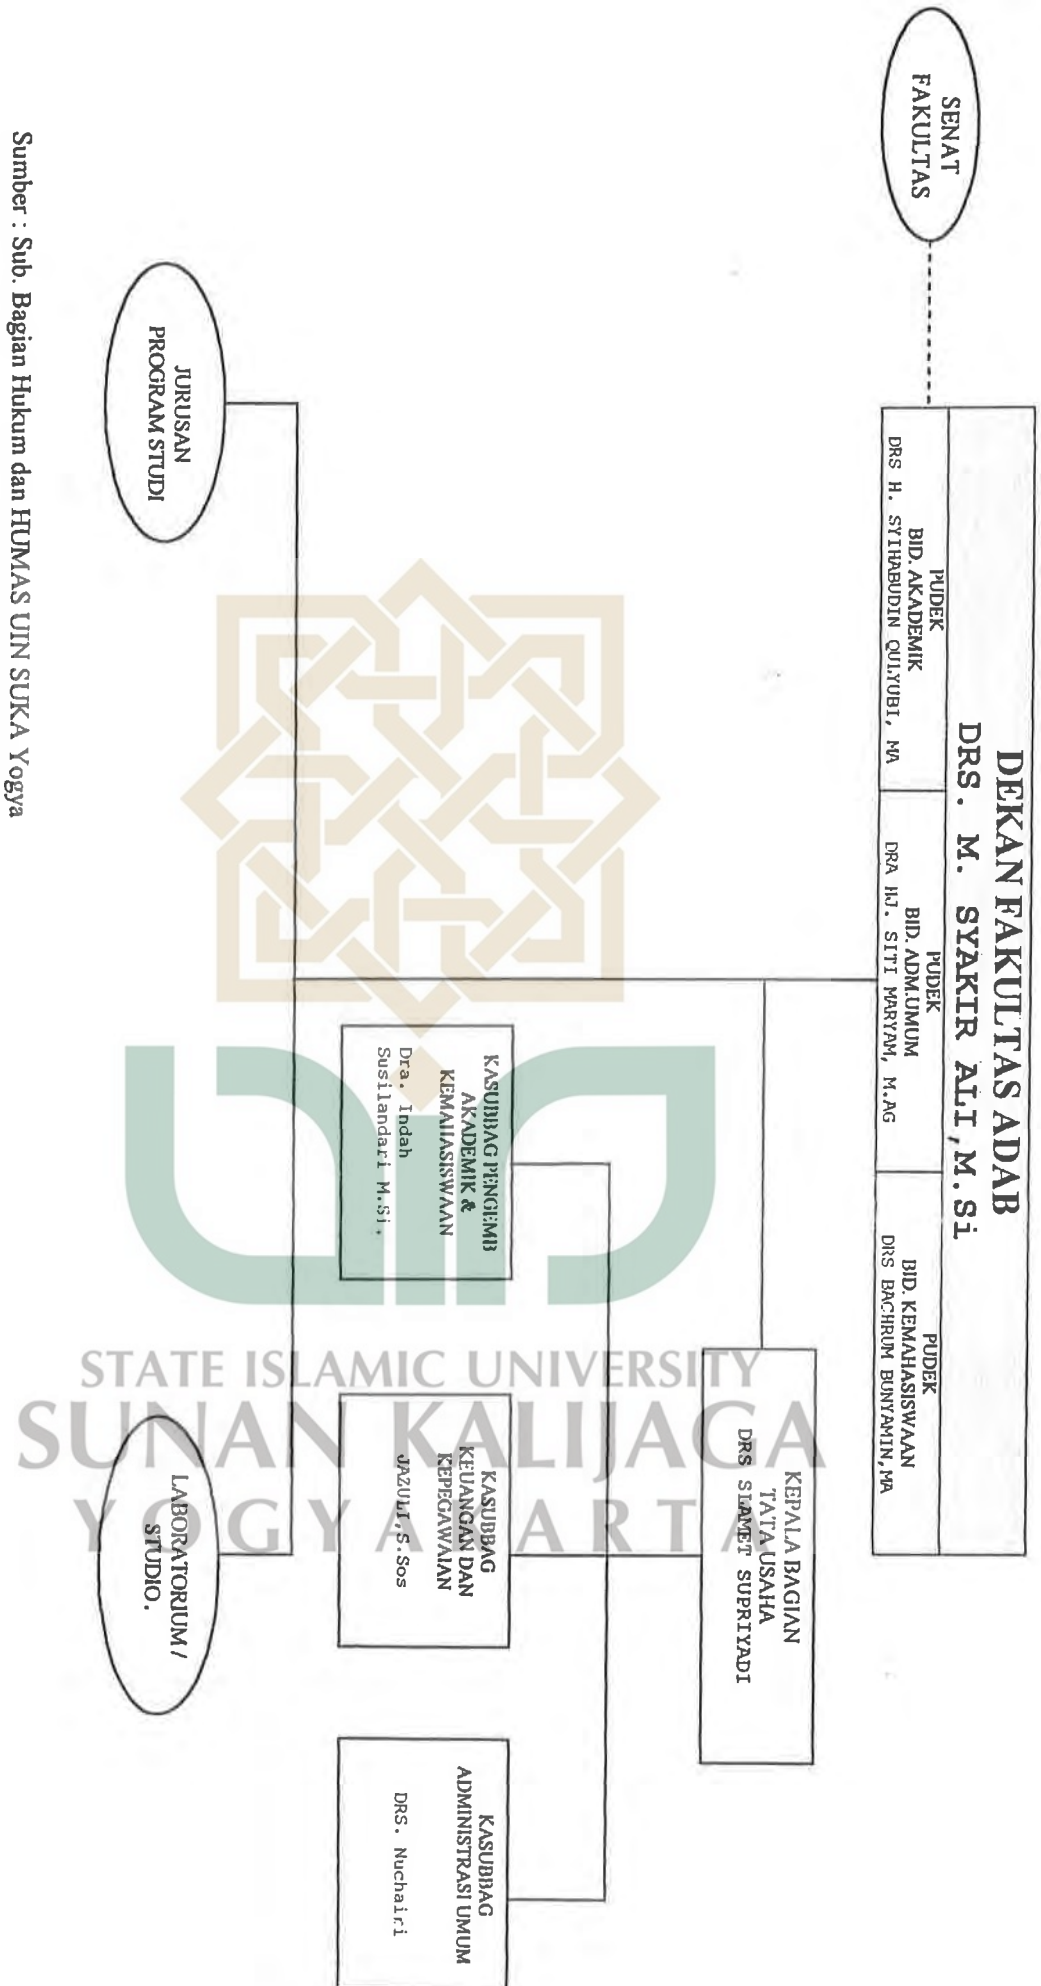 SENAT
FAKULTAS
DEKAN FAKULTAS ADAB
DRS. M. SYAKIR ALI,M.Si
PUDEK
BID. AKADEMIK
DRS H. SYIHABUDIN QULYUBI, MA
PUDEK
BID. ADM.UMUM
DRA HJ. SITI MARYAM, M.AG
PUDEK
BID. KEMAHASISWAAN
DRS BACHRUM BUNYAMIN,MA
KEPALA BAGIAN
TATA USAHA
DRS SLAMET SUPRIYADI
KASUBBAG PENGEMB
AKADEMIK &
KEMAHASISWAAN
Dra. Indah
Susilandari M.Si.
KASUBBAG
KEUANGAN DAN
KEPEGAWAIAN
JAZULI,S.Sos
KASUBBAG
ADMINISTRASI UMUM
DRS. Nuchairi
JURUSAN
PROGRAM STUDI
LABORATORIUM /
STUDIO.
Sumber : Sub. Bagian Hukum dan HUMAS UIN SUKA Yogya
STATE ISLAMIC UNIVERSITY
SUNAN KALIJAGA
YOGYAKARTA